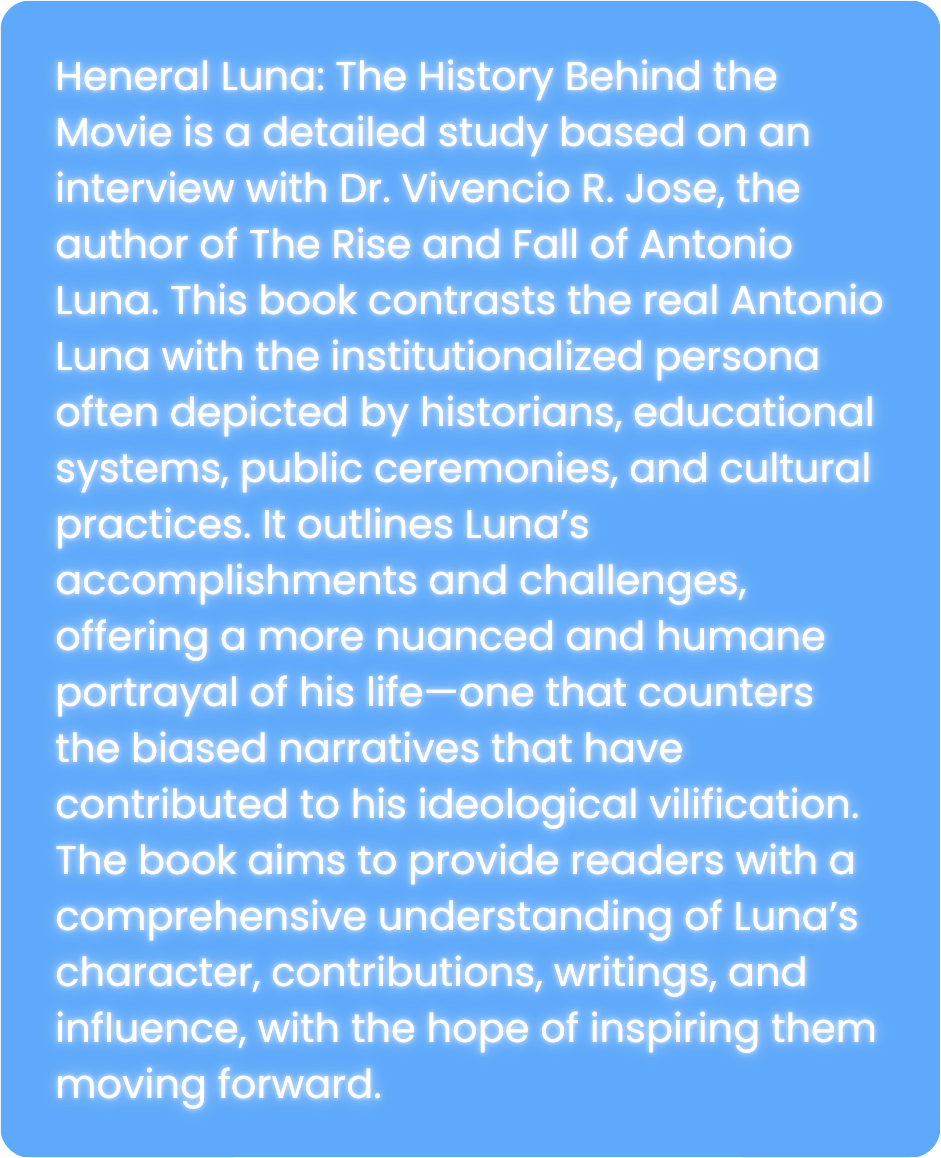 Heneral Luna: The History Behind the
Movie is a detailed study based on an
interview with Dr. Vivencio R. Jose, the
author of The Rise and Fall of Antonio
Luna. This book contrasts the real Antonio
Luna with the institutionalized persona
often depicted by historians, educational
systems, public ceremonies, and cultural
practices. It outlines Luna’s
accomplishments and challenges,
offering a more nuanced and humane
portrayal of his life—one that counters
the biased narratives that have
contributed to his ideological vilification.
The book aims to provide readers with a
comprehensive understanding of Luna’s
character, contributions, writings, and
influence, with the hope of inspiring them
moving forward.